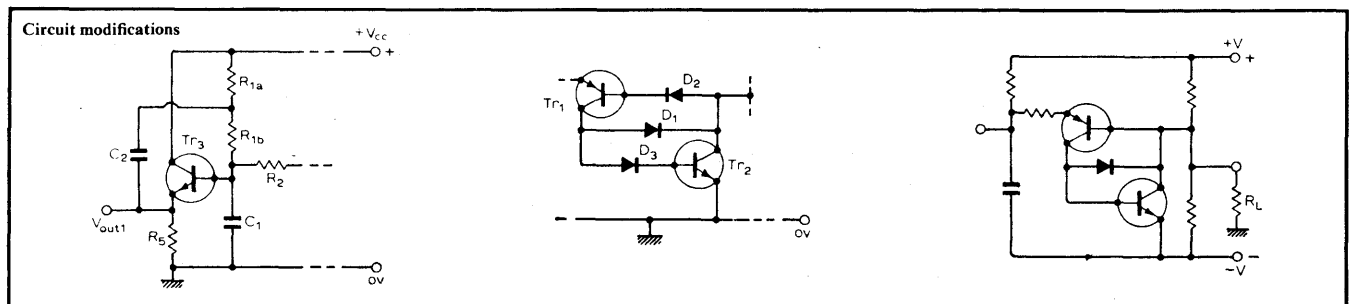 Circuit modifications
+ Vcc
+
R1a
R1b
Tr3
C2
R2
Vout1
R5
C1
0V
Tr1
D2
D1
D3
Tr2
0V
+V
+
RL
−V
−